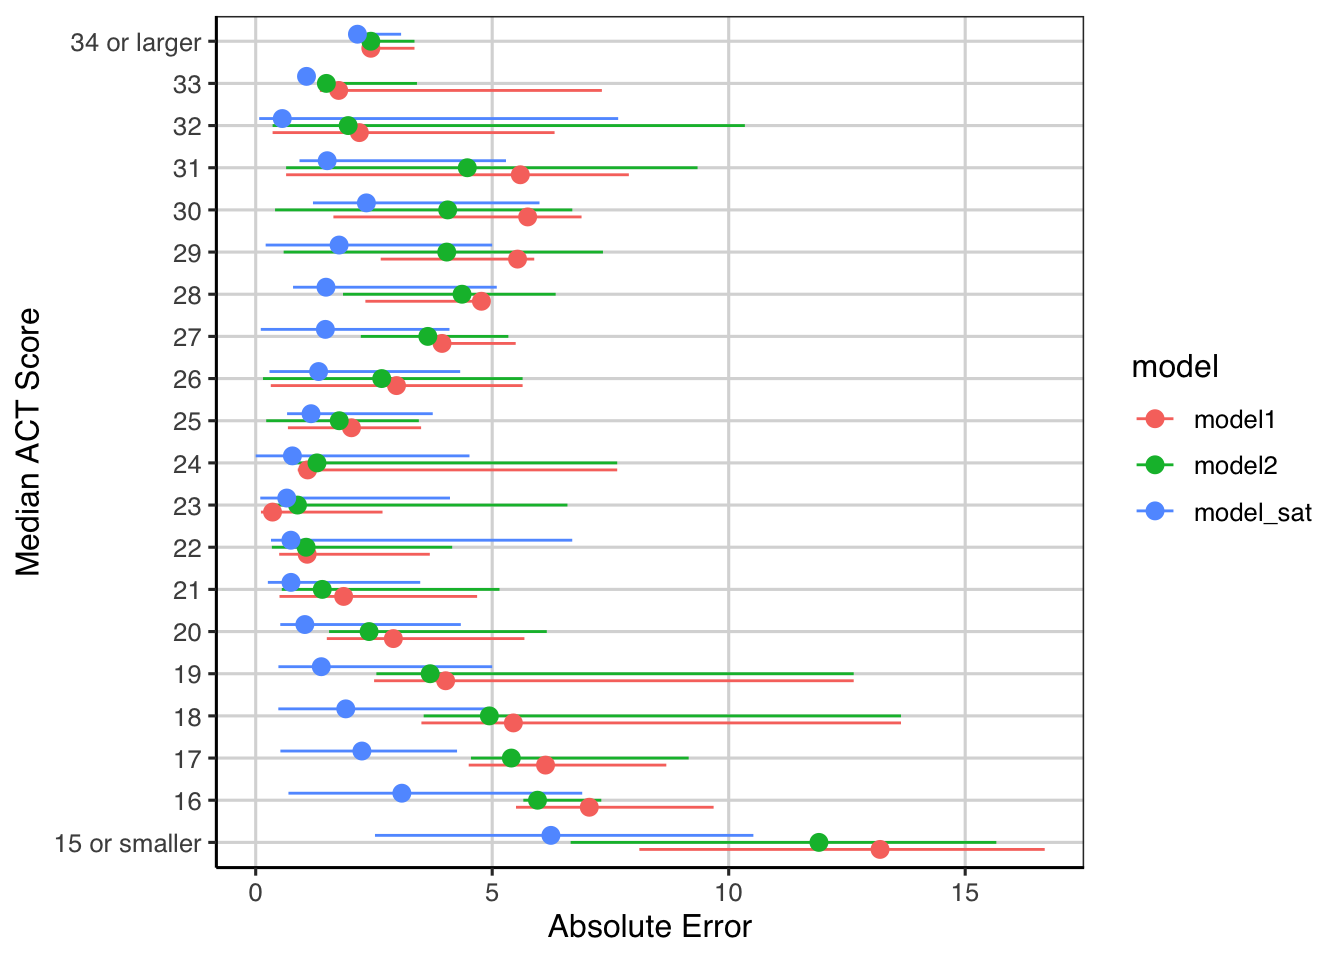 34 or larger
33
32
31
30
29
28
27
26
25
24
23
22
21
20
19
18
17
16
15 or smaller
0 5 10 15
Absolute Error
Median ACT Score
model
model1
model2
model_sat